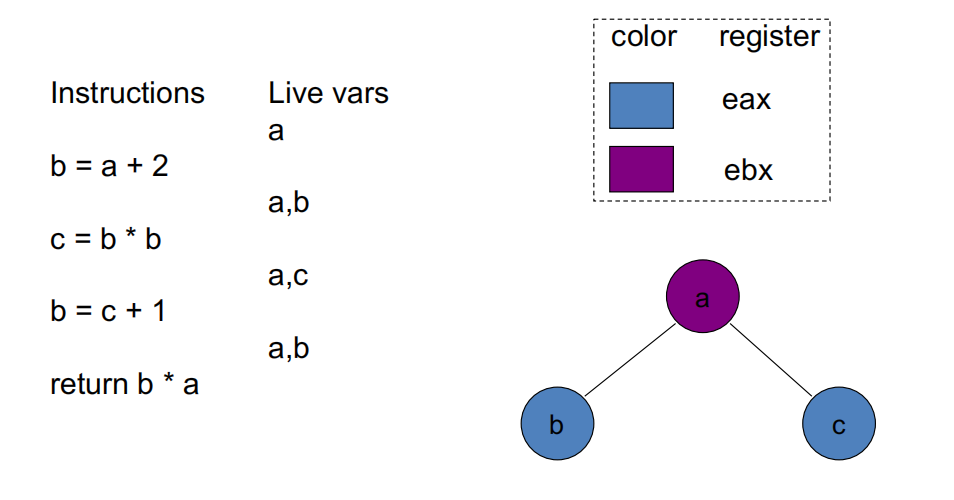 color register
Instructions Live vars
eax
a
b = a + 2
ebx
a,b
c = b * b
a,c
a
b = c + 1
a,b
return b * a
b c